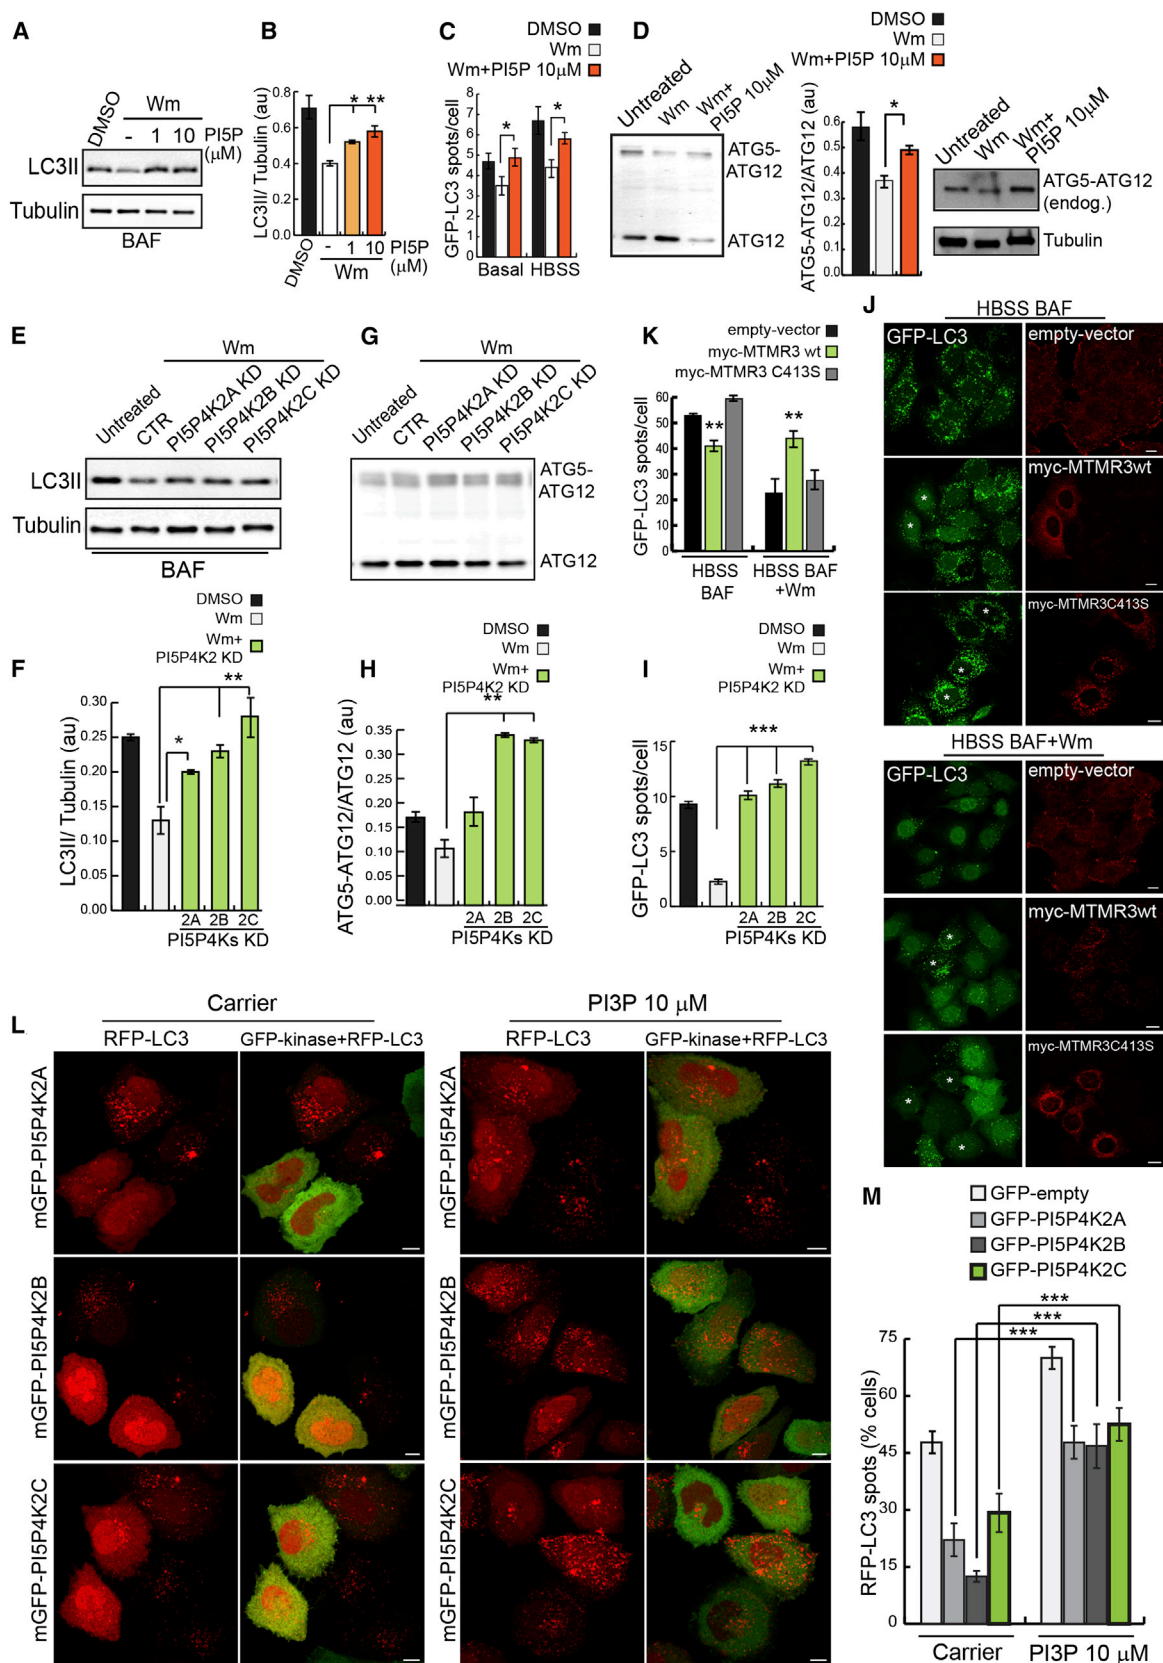 A
DMSO
Wm
- 1 10 PI5P
(µM)
LC3II
Tubulin
BAF
B
LC3II/ Tubulin (au)
0.8
0.6
0.4
0.2
0.0
* **
DMSO
- 1 10 PI5P
(µM)
Wm
C
DMSO
Wm
Wm+PI5P 10µM
GFP-LC3 spots/cell
8
7
6
5
4
3
2
1
0
* *
Basal HBSS
D
Untreated
Wm
Wm+
PI5P 10µM
ATG5-
ATG12
ATG12
DMSO
Wm
Wm+PI5P 10µM
ATG5-ATG12/ATG12 (au)
0.6
0.5
0.4
0.3
0.2
0.1
0.0
*
Untreated
Wm
Wm+
PI5P 10µM
ATG5-ATG12
(endog.)
Tubulin
E
Wm
Untreated
CTR
PI5P4K2A KD
PI5P4K2B KD
PI5P4K2C KD
LC3II
Tubulin
BAF
G
Wm
Untreated
CTR
PI5P4K2A KD
PI5P4K2B KD
PI5P4K2C KD
ATG5-
ATG12
ATG12
K
empty-vector
myc-MTMR3 wt
myc-MTMR3 C413S
GFP-LC3 spots/cell
60
50
40
30
20
10
0
** **
HBSS
BAF
HBSS BAF
+Wm
J
HBSS BAF
GFP-LC3
empty-vector
myc-MTMR3wt
* *
myc-MTMR3C413S
* * *
HBSS BAF+Wm
GFP-LC3
empty-vector
myc-MTMR3wt
* *
myc-MTMR3C413S
* * *
F
DMSO
Wm
Wm+
PI5P4K2 KD
LC3II/ Tubulin (au)
0.30
0.25
0.20
0.15
0.10
0.05
0.00
* **
2A 2B 2C
PI5P4Ks KD
H
DMSO
Wm
Wm+
PI5P4K2 KD
ATG5-ATG12/ATG12
0.35
0.30
0.25
0.20
0.15
0.10
0.05
0.00
**
2A 2B 2C
PI5P4Ks KD
I
DMSO
Wm
Wm+
PI5P4K2 KD
GFP-LC3 spots/cell
15
12
9
6
3
0
***
2A 2B 2C
PI5P4Ks KD
L
Carrier
PI3P 10 µM
RFP-LC3
GFP-kinase+RFP-LC3
RFP-LC3
GFP-kinase+RFP-LC3
mGFP-PI5P4K2A
mGFP-PI5P4K2A
mGFP-PI5P4K2B
mGFP-PI5P4K2B
mGFP-PI5P4K2C
mGFP-PI5P4K2C
M
GFP-empty
GFP-PI5P4K2A
GFP-PI5P4K2B
GFP-PI5P4K2C
RFP-LC3 spots (% cells)
75
60
45
30
15
0
***
***
***
Carrier
PI3P 10 µM